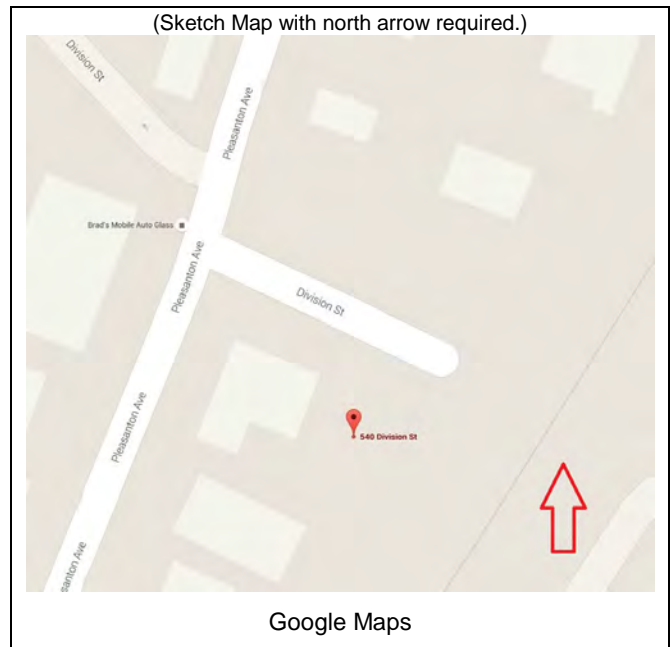 (Sketch Map with north arrow required.)
Division St
Pleasanton Ave
Brad's Mobile Auto Glass
Pleasanton Ave
Division St
Pleasanton Ave
540 Division St
santon Ave
Google Maps